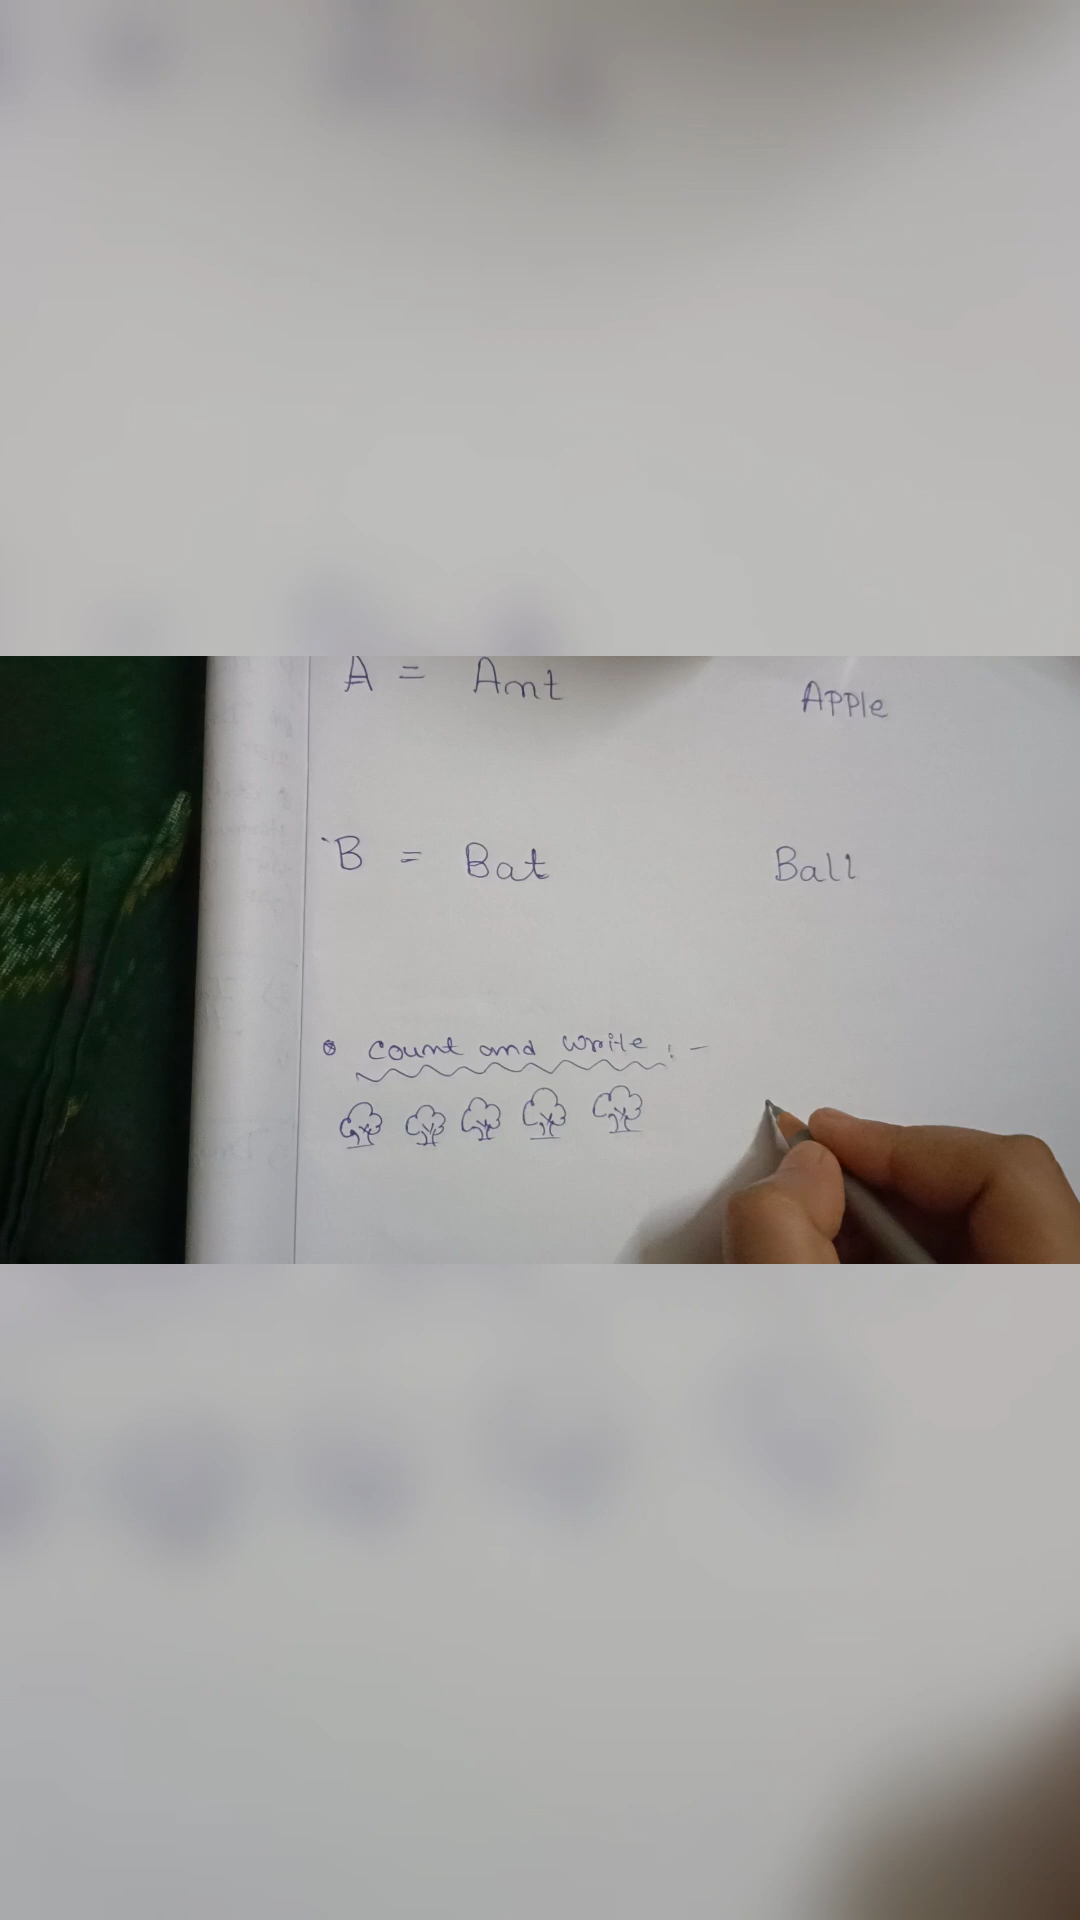 A = Ant Apple
B = Bat Ball
count and write : -